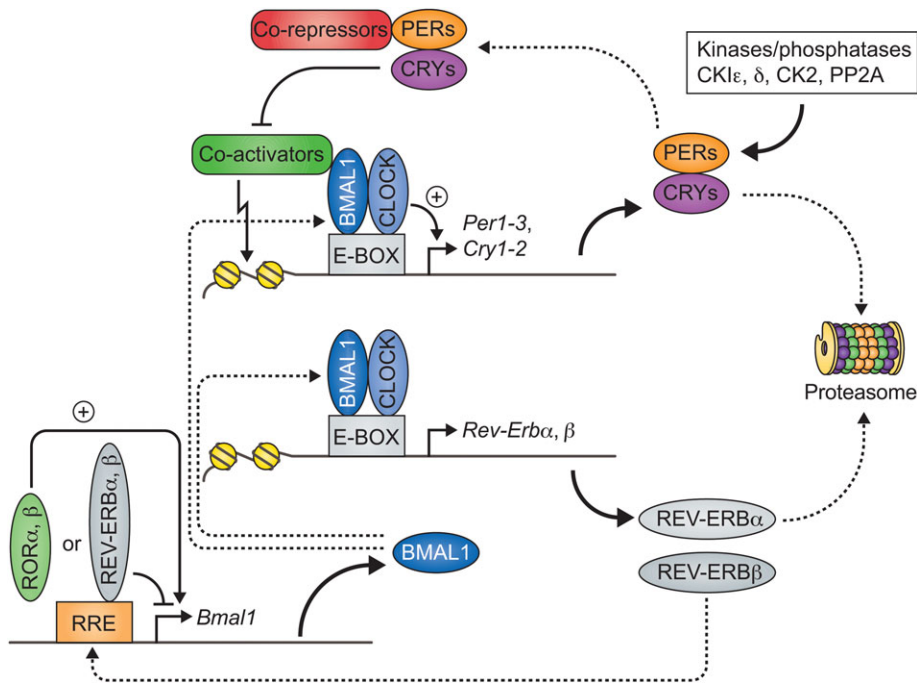 Co-repressors
PERs
CRYs
Kinases/phosphatases
CKIε, δ, CK2, PP2A
Co-activators
BMAL1
CLOCK
+
Per1-3,
Cry1-2
E-BOX
PERs
CRYs
BMAL1
CLOCK
E-BOX
Rev-Erbα, β
Proteasome
+
RORα, β
or
REV-ERBα, β
RRE
Bmal1
BMAL1
REV-ERBα
REV-ERBβ